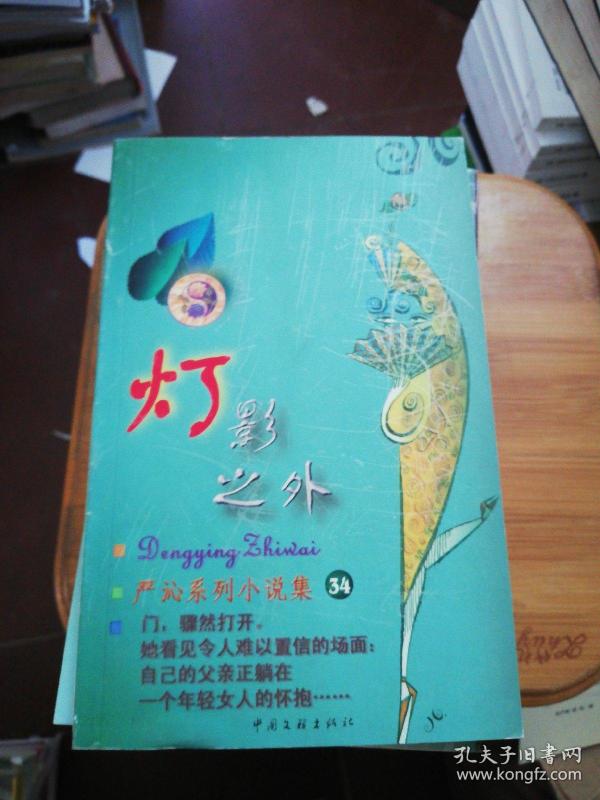 灯
影
之外
Dengying Zhiwai
严沁系列小说集 34
门，骤然打开。
她看见令人难以置信的场面：
自己的父亲正躺在
一个年轻女人的怀抱……
中国文联出版社
孔夫子旧书网
www.kongfz.com